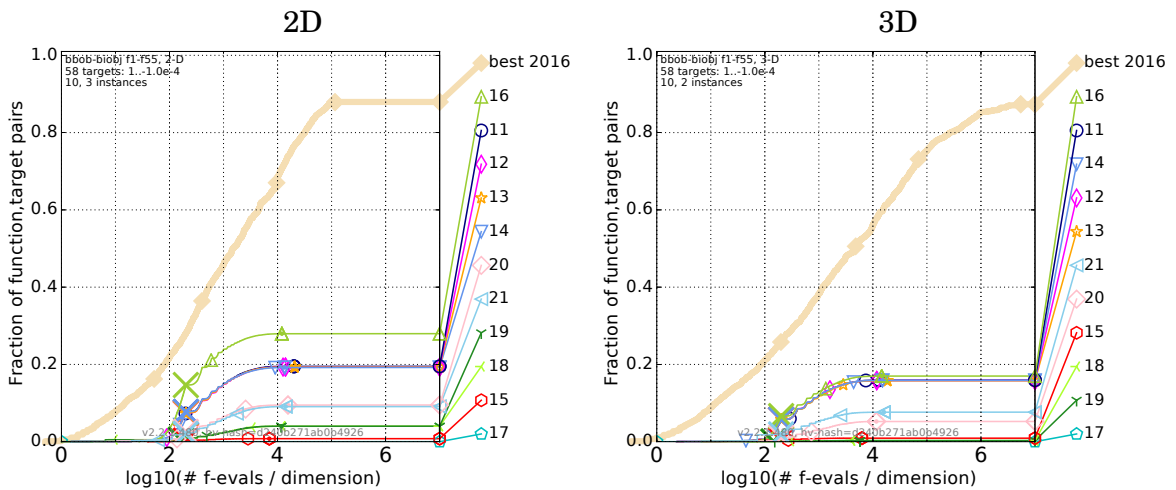 2D
bbob-biobj f1-f55, 2-D
58 targets: 1..-1.0e-4
10, 3 instances
Fraction of function,target pairs
1.0
0.8
0.6
0.4
0.2
0.0
0 2 4 6
log10(# f-evals / dimension)
best 2016
16
11
12
13
14
20
21
19
18
15
17
3D
bbob-biobj f1-f55, 3-D
58 targets: 1..-1.0e-4
10, 2 instances
Fraction of function,target pairs
1.0
0.8
0.6
0.4
0.2
0.0
0 2 4 6
log10(# f-evals / dimension)
best 2016
16
11
14
12
13
21
20
15
18
19
17